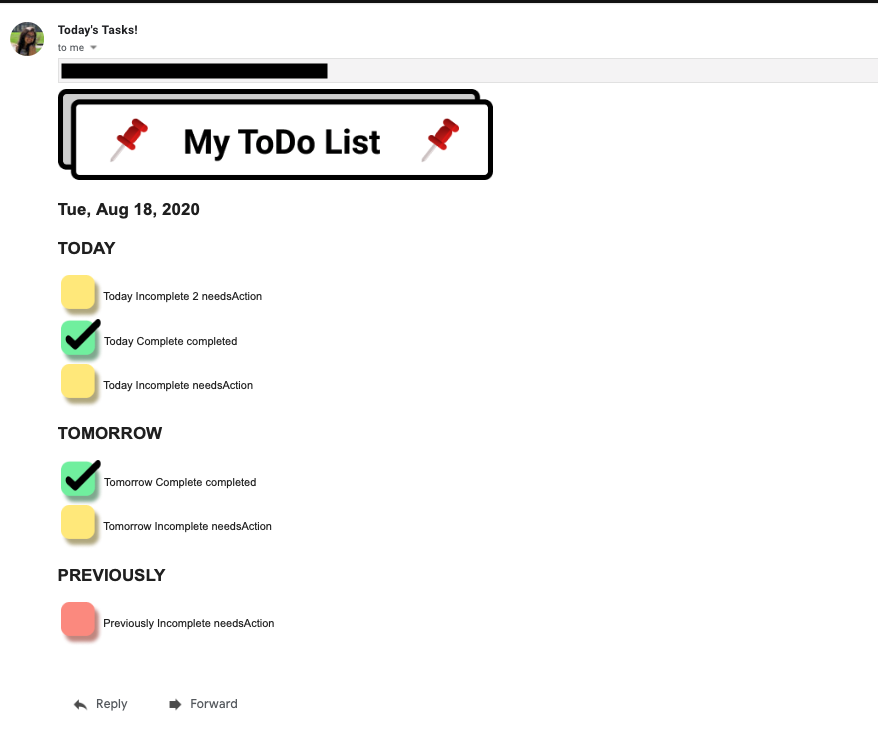 Today's Tasks!
to me
My ToDo List
Tue, Aug 18, 2020
TODAY
Today Incomplete 2 needsAction
Today Complete completed
Today Incomplete needsAction
TOMORROW
Tomorrow Complete completed
Tomorrow Incomplete needsAction
PREVIOUSLY
Previously Incomplete needsAction
Reply Forward